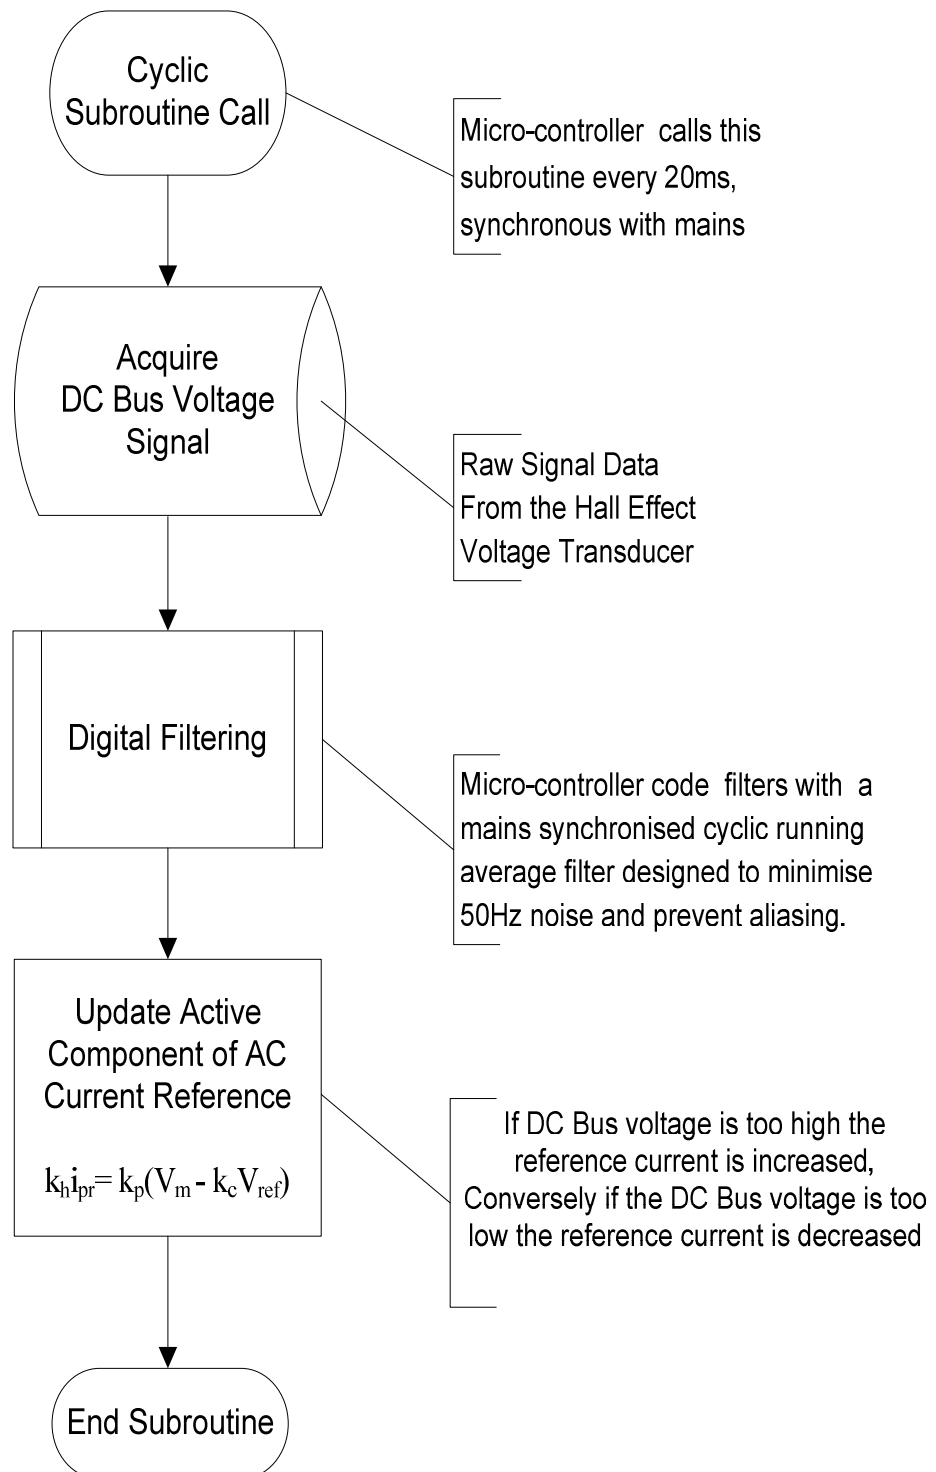 Cyclic
Subroutine Call
Micro-controller calls this
subroutine every 20ms,
synchronous with mains
Acquire
DC Bus Voltage
Signal
Raw Signal Data
From the Hall Effect
Voltage Transducer
Digital Filtering
Micro-controller code filters with a
mains synchronised cyclic running
average filter designed to minimise
50Hz noise and prevent aliasing.
Update Active
Component of AC
Current Reference
kₕiₚᵣ= kₚ(Vₘ - k_cV_ref)
If DC Bus voltage is too high the
reference current is increased,
Conversely if the DC Bus voltage is too
low the reference current is decreased
End Subroutine